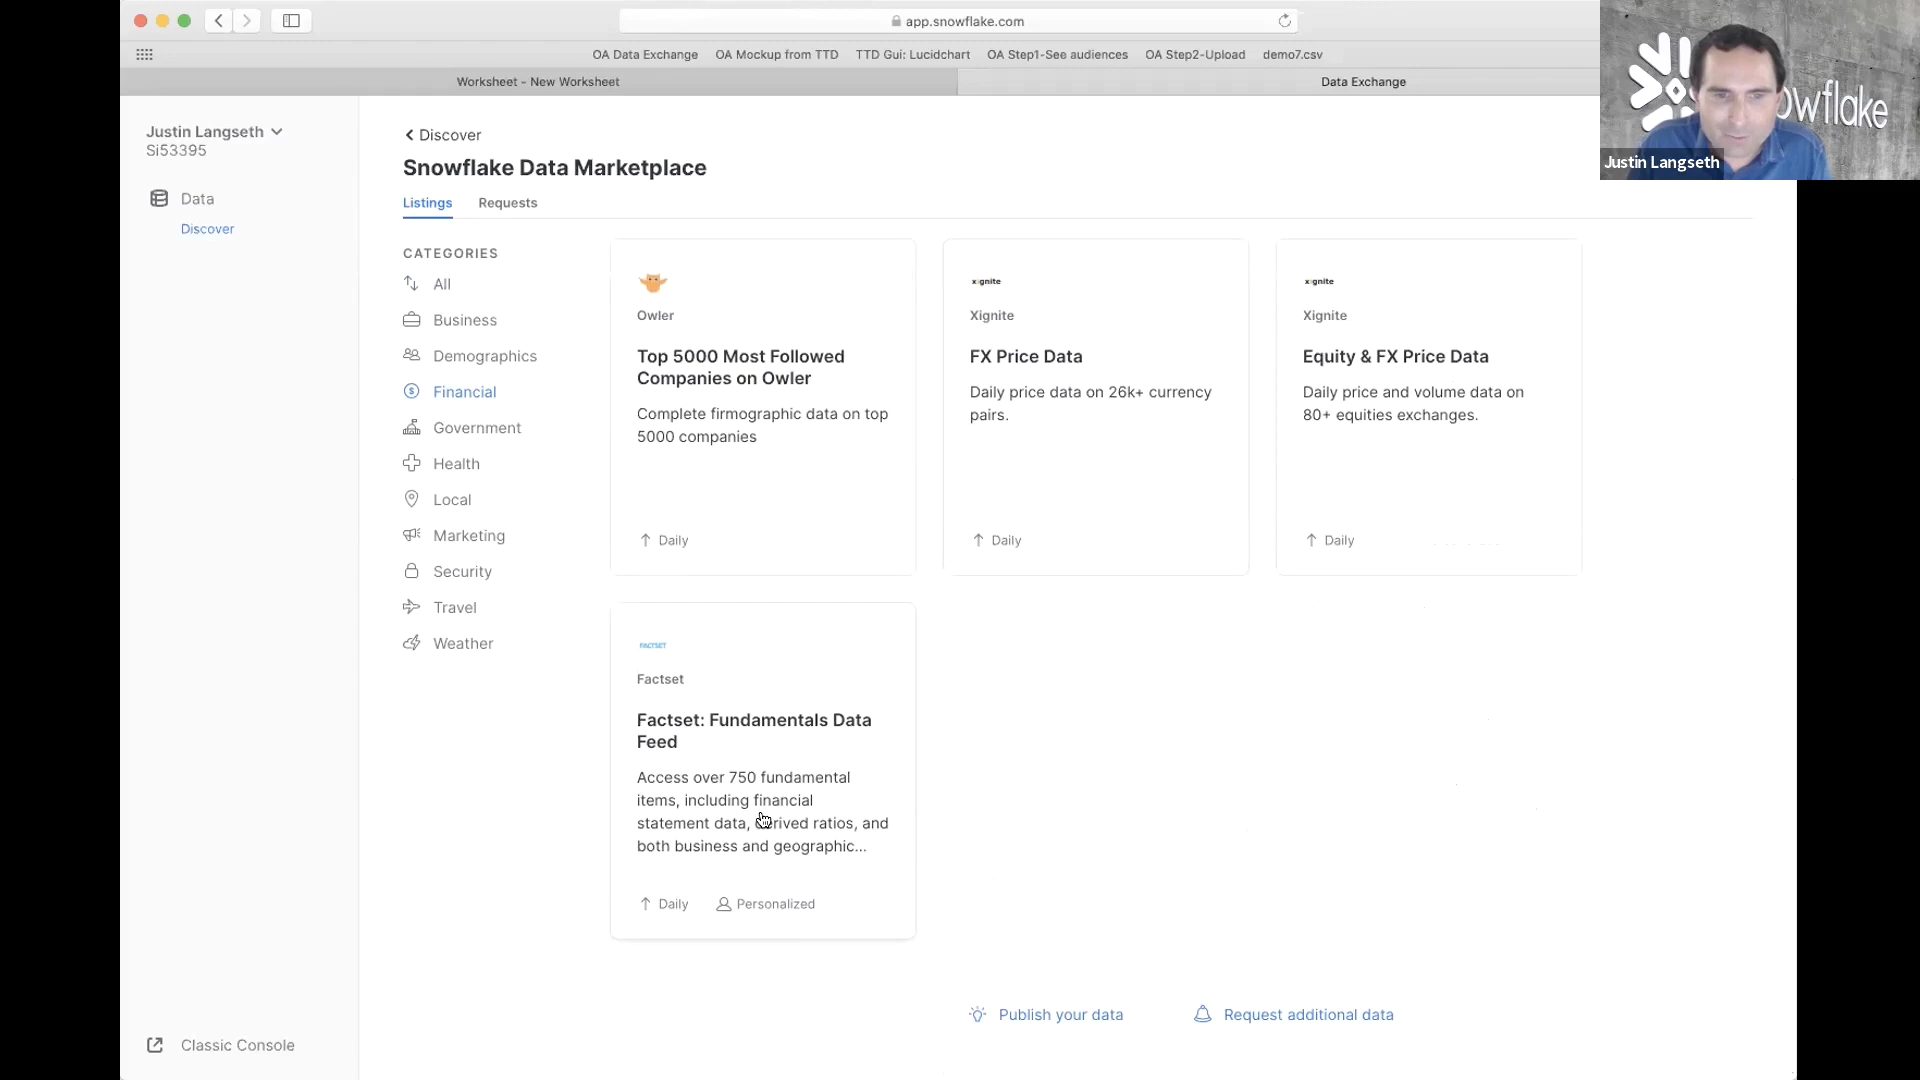 app.snowflake.com
OA Data Exchange
OA Mockup from TTD
TTD Gui: Lucidchart
OA Step1-See audiences
OA Step2-Upload
demo7.csv
Worksheet - New Worksheet
Data Exchange
Justin Langseth
Si53395
Data
Discover
Discover
Snowflake Data Marketplace
Listings
Requests
CATEGORIES
All
Business
Demographics
Financial
Government
Health
Local
Marketing
Security
Travel
Weather
Owler
Top 5000 Most Followed
Companies on Owler
Complete firmographic data on top
5000 companies
Daily
xignite
Xignite
FX Price Data
Daily price data on 26k+ currency
pairs.
Daily
xignite
Xignite
Equity & FX Price Data
Daily price and volume data on
80+ equities exchanges.
Daily
FACTSET
Factset
Factset: Fundamentals Data
Feed
Access over 750 fundamental
items, including financial
statement data, derived ratios, and
both business and geographic...
Daily
Personalized
Publish your data
Request additional data
Classic Console
owflake
Justin Langseth